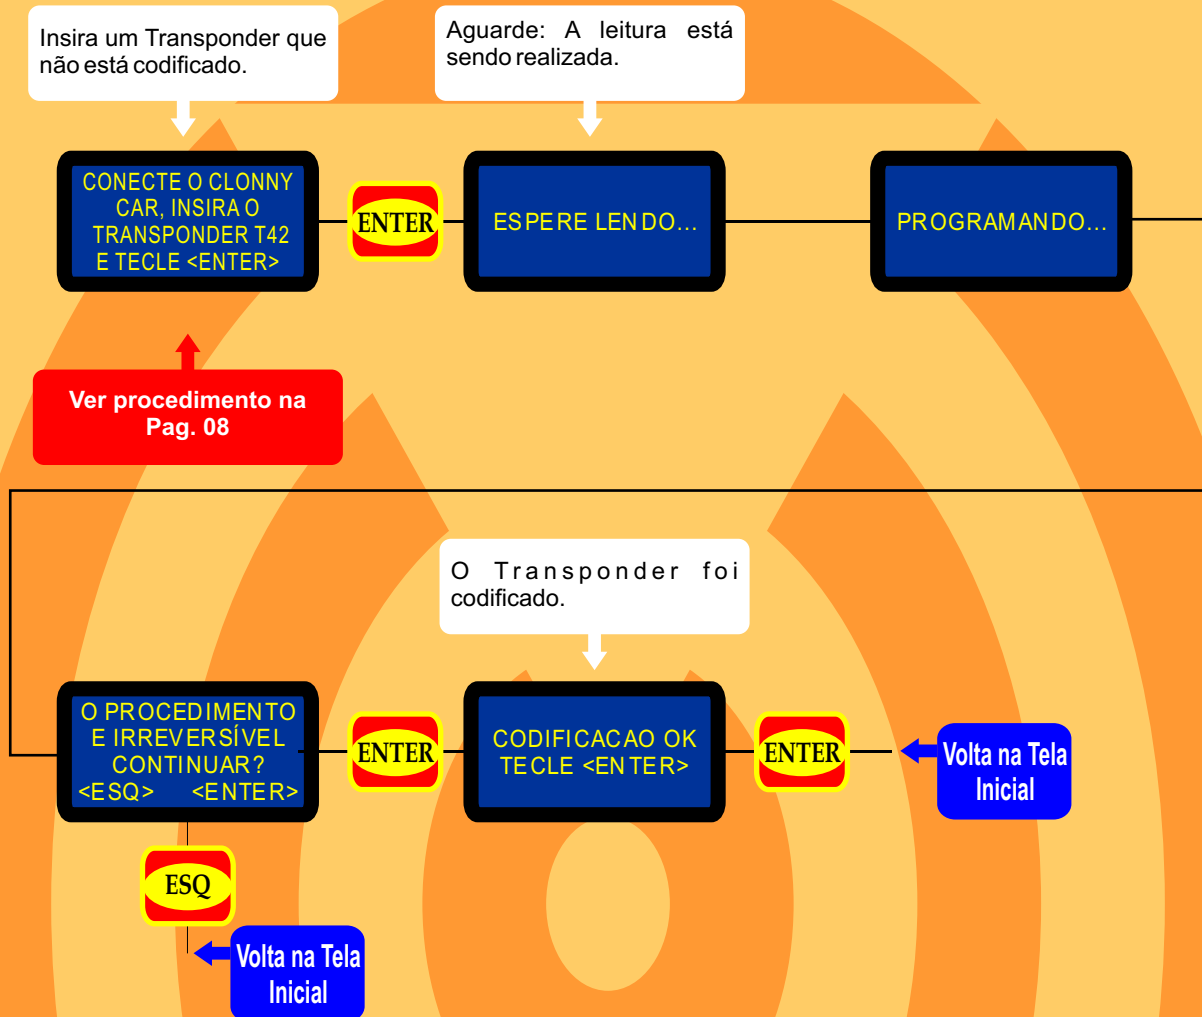 Insira um Transponder que
não está codificado.
Aguarde: A leitura está
sendo realizada.
CONECTE O CLONNY
CAR, INSIRA O
TRANSPONDER T42
E TECLE <ENTER>
ENTER
ESPERE LENDO...
PROGRAMANDO...
Ver procedimento na
Pag. 08
O Transponder foi
codificado.
O PROCEDIMENTO
E IRREVERSÍVEL
CONTINUAR?
<ESQ> <ENTER>
ENTER
CODIFICACAO OK
TECLE <ENTER>
ENTER
Volta na Tela
Inicial
ESQ
Volta na Tela
Inicial